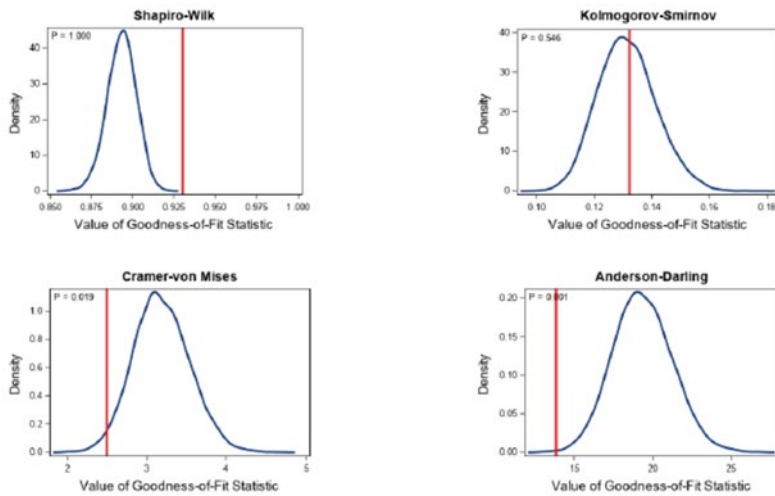 Shapiro-Wilk
P = 1.000
40
30
20
10
0
Density
0.850 0.875 0.900 0.925 0.950 0.975 1.000
Value of Goodness-of-Fit Statistic
Kolmogorov-Smirnov
P = 0.546
40
30
20
10
0
Density
0.10 0.12 0.14 0.16 0.18
Value of Goodness-of-Fit Statistic
Cramer-von Mises
P = 0.019
1.0
0.8
0.6
0.4
0.2
0.0
Density
2 3 4 5
Value of Goodness-of-Fit Statistic
Anderson-Darling
P = 0.001
0.20
0.15
0.10
0.05
0.00
Density
15 20 25
Value of Goodness-of-Fit Statistic